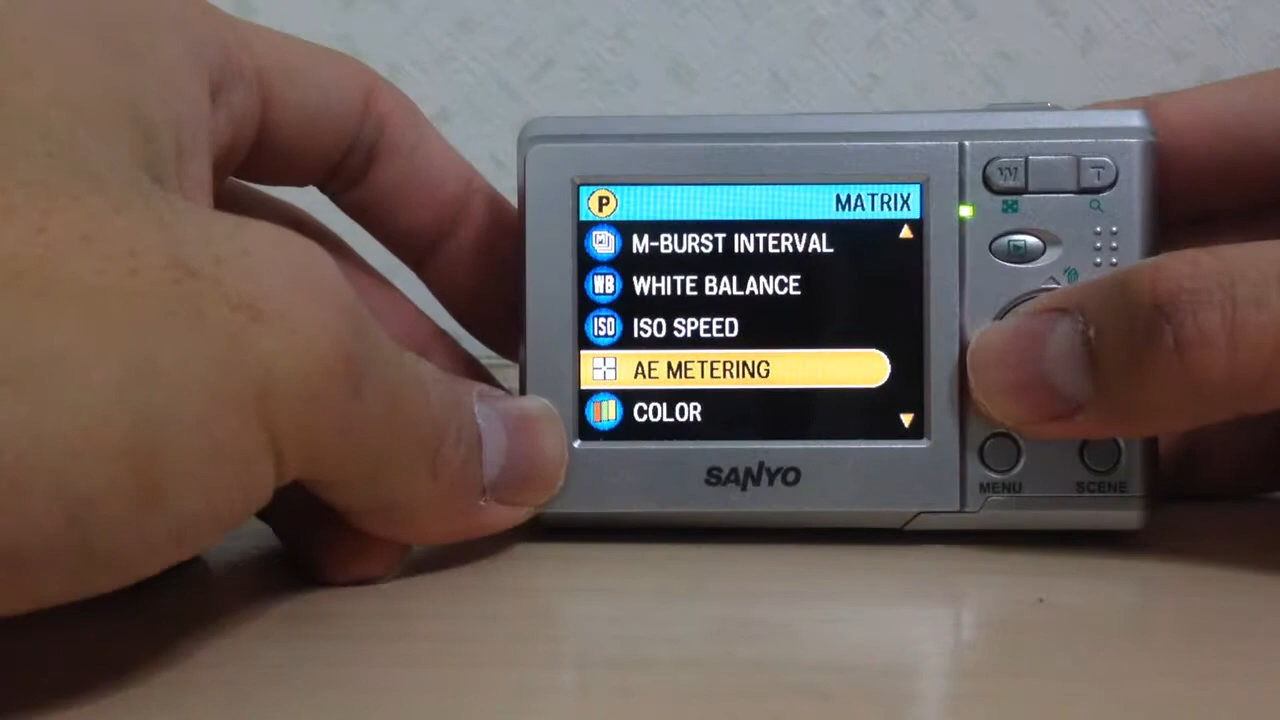 P MATRIX
M-BURST INTERVAL
WB WHITE BALANCE
ISO ISO SPEED
AE METERING
COLOR
SANYO
W T
MENU SCENE